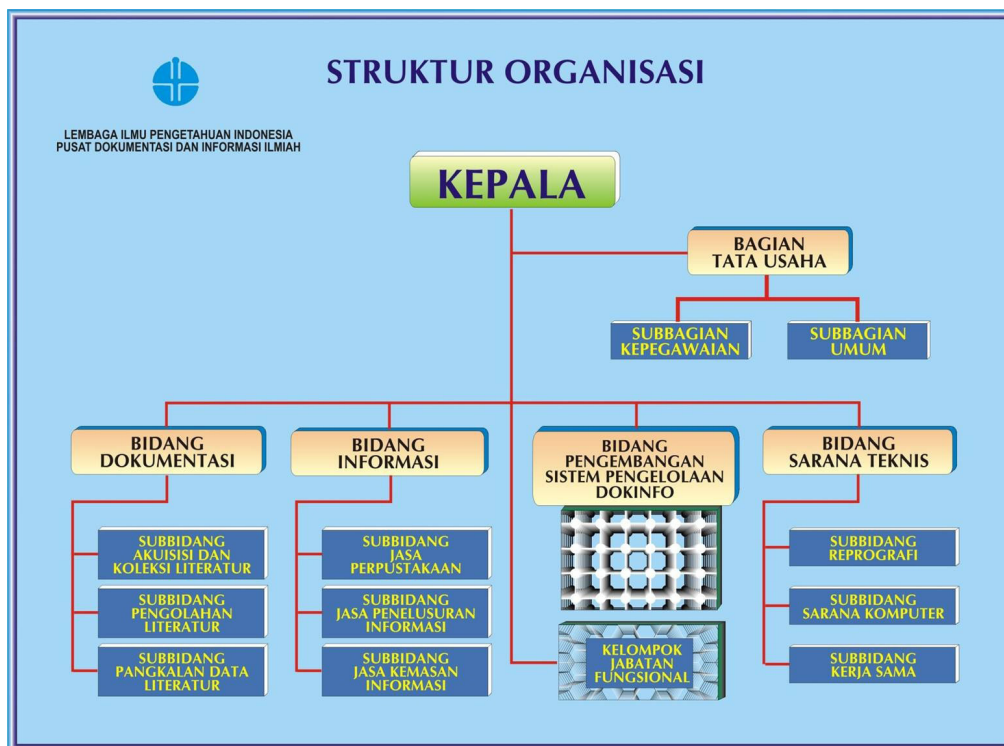 STRUKTUR ORGANISASI
LEMBAGA ILMU PENGETAHUAN INDONESIA
PUSAT DOKUMENTASI DAN INFORMASI ILMIAH
KEPALA
BAGIAN
TATA USAHA
SUBBAGIAN
KEPEGAWAIAN
SUBBAGIAN
UMUM
BIDANG
DOKUMENTASI
SUBBIDANG
AKUISISI DAN
KOLEKSI LITERATUR
SUBBIDANG
PENGOLAHAN
LITERATUR
SUBBIDANG
PANGKALAN DATA
LITERATUR
BIDANG
INFORMASI
SUBBIDANG
JASA
PERPUSTAKAAN
SUBBIDANG
JASA PENELUSURAN
INFORMASI
SUBBIDANG
JASA KEMASAN
INFORMASI
BIDANG
PENGEMBANGAN
SISTEM PENGELOLAAN
DOKINFO
KELOMPOK
JABATAN
FUNGSIONAL
BIDANG
SARANA TEKNIS
SUBBIDANG
REPROGRAFI
SUBBIDANG
SARANA KOMPUTER
SUBBIDANG
KERJA SAMA